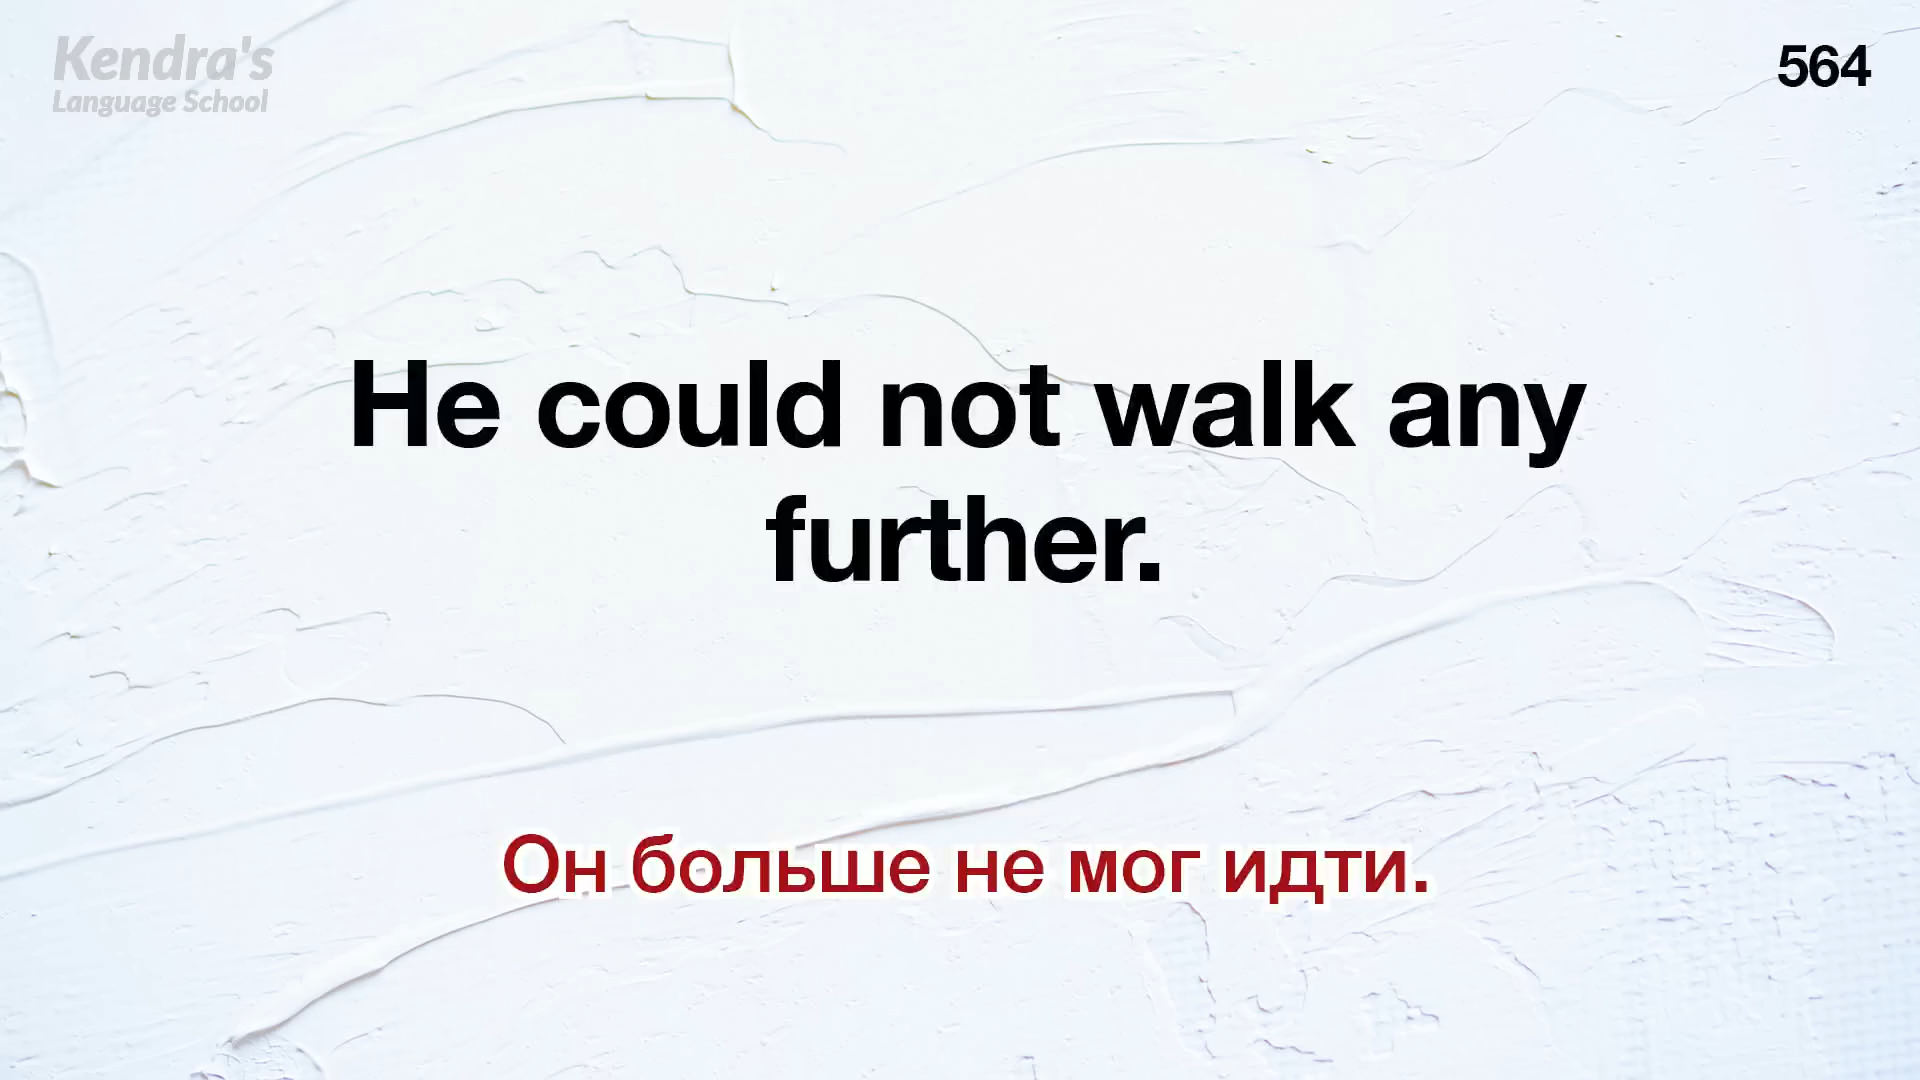 Kendra's
Language School
564
He could not walk any
further.
Он больше не мог идти.